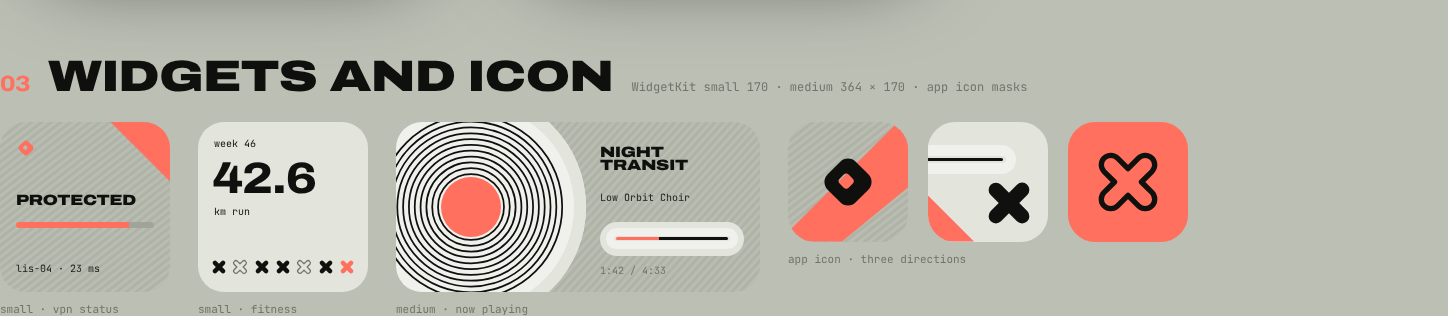 03 WIDGETS AND ICON WidgetKit small 170 · medium 364 × 170 · app icon masks
PROTECTED
lis-04 · 23 ms
small · vpn status
week 46
42.6
km run
small · fitness
NIGHT
TRANSIT
Low Orbit Choir
1:42 / 4:33
medium · now playing
app icon · three directions